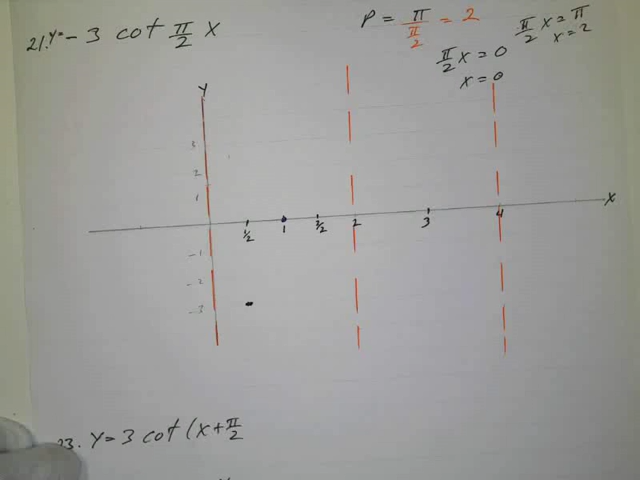 21. y = - 3 cot π/2 x
P = π / π/2 = 2
π/2 x = π
x = 2
π/2 x = 0
x = 0
Y
3
2
1
X
1/2 1 3/2 2 3 4
-1
-2
-3
23. Y = 3 cot (x + π/2